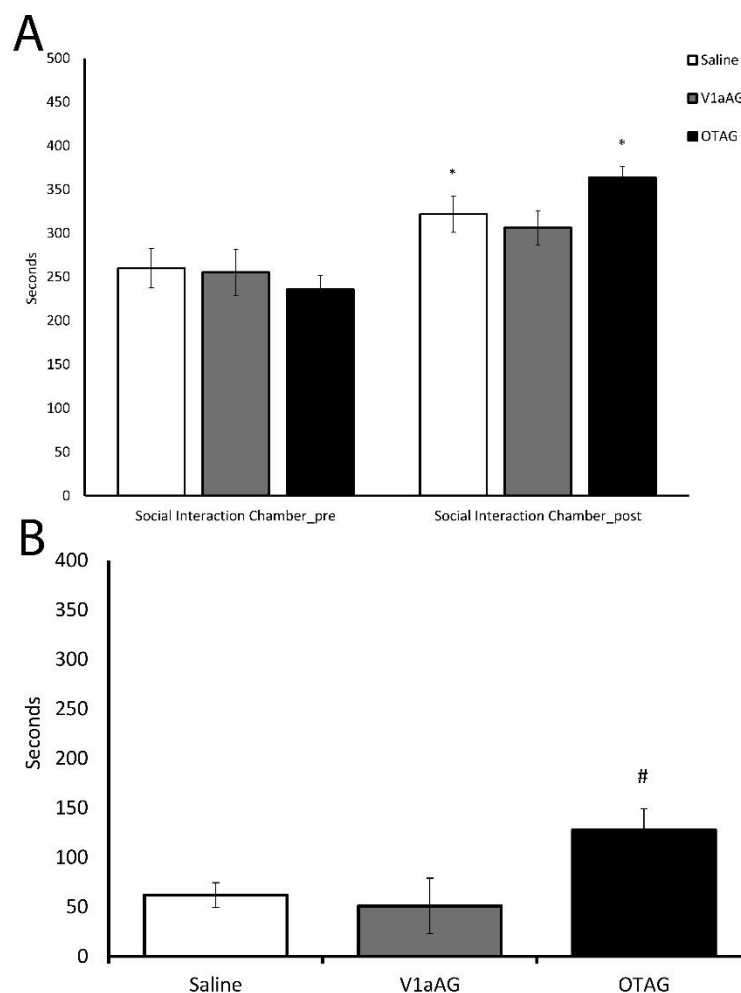 A
500
450
400
350
300
250
200
150
100
50
0
Seconds
Saline
V1aAG
OTAG
*
*
Social Interaction Chamber_pre
Social Interaction Chamber_post
B
400
350
300
250
200
150
100
50
0
Seconds
#
Saline
V1aAG
OTAG